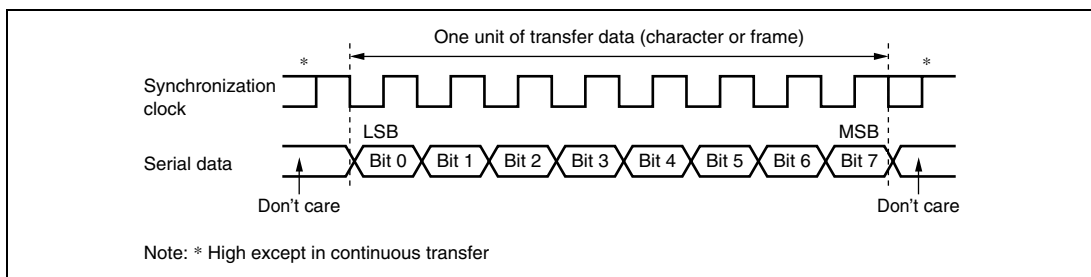 One unit of transfer data (character or frame)
*
*
Synchronization
clock
LSB
MSB
Serial data
Bit 0 Bit 1 Bit 2 Bit 3 Bit 4 Bit 5 Bit 6 Bit 7
Don't care
Don't care
Note: * High except in continuous transfer